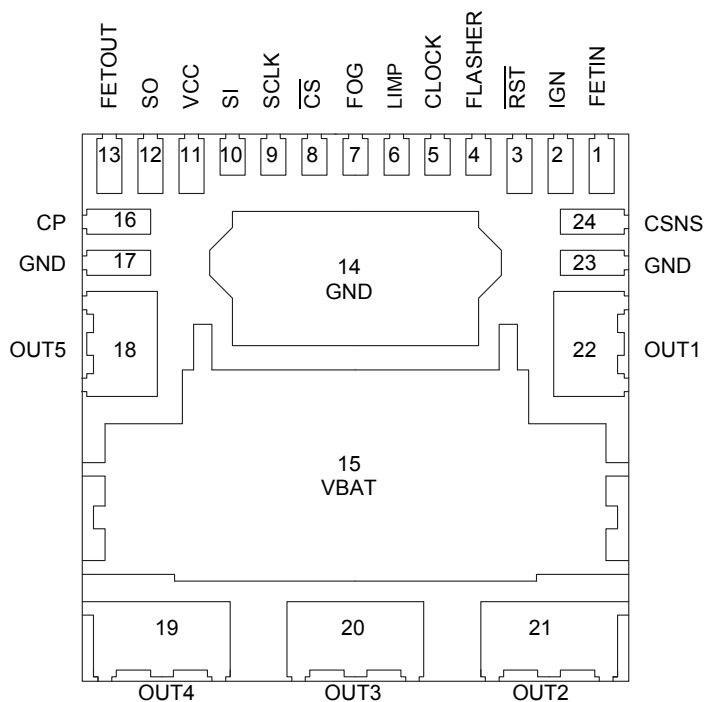 FETOUT
SO
VCC
SI
SCLK
CS
FOG
LIMP
CLOCK
FLASHER
RST
IGN
FETIN
13 12 11 10 9 8 7 6 5 4 3 2 1
CP 16 24 CSNS
GND 17 14 23 GND
GND
OUT5 18 22 OUT1
15
VBAT
19 20 21
OUT4 OUT3 OUT2